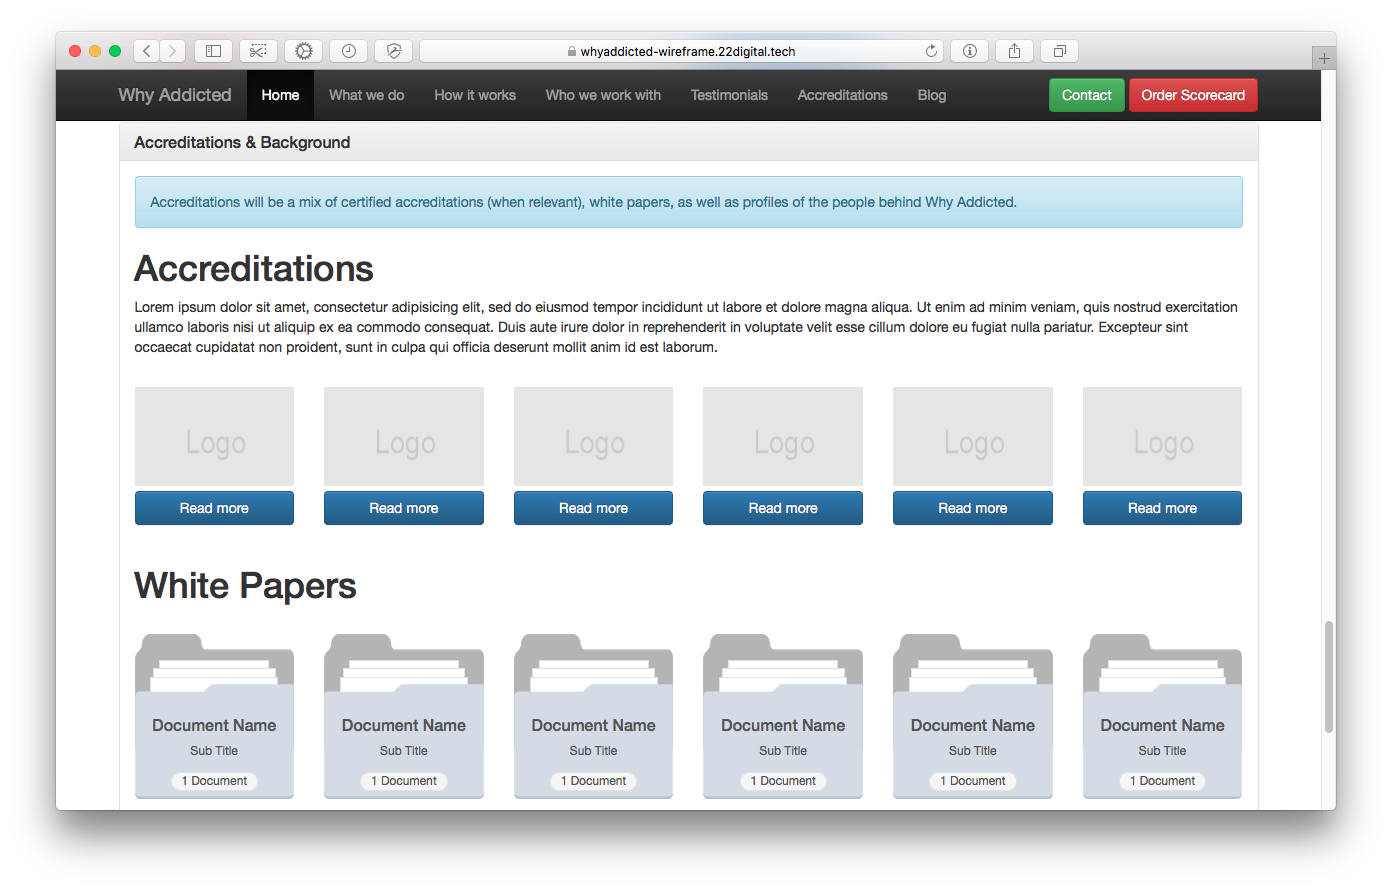 whyaddicted-wireframe.22digital.tech
Why Addicted
Home
What we do
How it works
Who we work with
Testimonials
Accreditations
Blog
Contact
Order Scorecard
Accreditations & Background
Accreditations will be a mix of certified accreditations (when relevant), white papers, as well as profiles of the people behind Why Addicted.
Accreditations
Lorem ipsum dolor sit amet, consectetur adipisicing elit, sed do eiusmod tempor incididunt ut labore et dolore magna aliqua. Ut enim ad minim veniam, quis nostrud exercitation
ullamco laboris nisi ut aliquip ex ea commodo consequat. Duis aute irure dolor in reprehenderit in voluptate velit esse cillum dolore eu fugiat nulla pariatur. Excepteur sint
occaecat cupidatat non proident, sunt in culpa qui officia deserunt mollit anim id est laborum.
Logo
Logo
Logo
Logo
Logo
Logo
Read more
Read more
Read more
Read more
Read more
Read more
White Papers
Document Name
Sub Title
1 Document
Document Name
Sub Title
1 Document
Document Name
Sub Title
1 Document
Document Name
Sub Title
1 Document
Document Name
Sub Title
1 Document
Document Name
Sub Title
1 Document